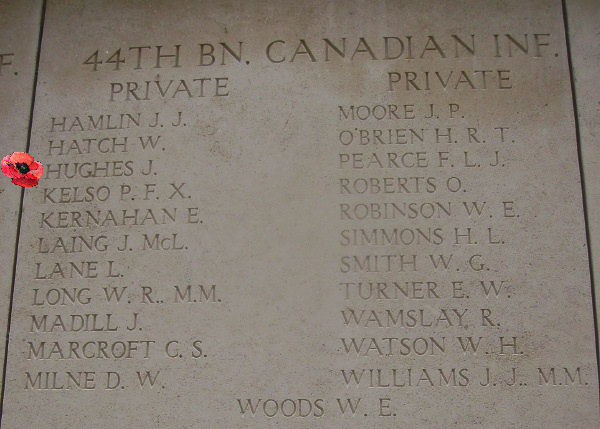 F.
44TH BN. CANADIAN INF.
PRIVATE
HAMLIN J. J.
HATCH W.
HUGHES J.
KELSO P. F. X.
KERNAHAN E.
LAING J. McL.
LANE L.
LONG W. R., M.M.
MADILL J.
MARCROFT C. S.
MILNE D. W.
PRIVATE
MOORE J. P.
O'BRIEN H. R. T.
PEARCE F. L. J.
ROBERTS O.
ROBINSON W. E.
SIMMONS H. L.
SMITH W. G.
TURNER E. W.
WAMSLAY R.
WATSON W. H.
WILLIAMS J. J., M.M.
WOODS W. E.